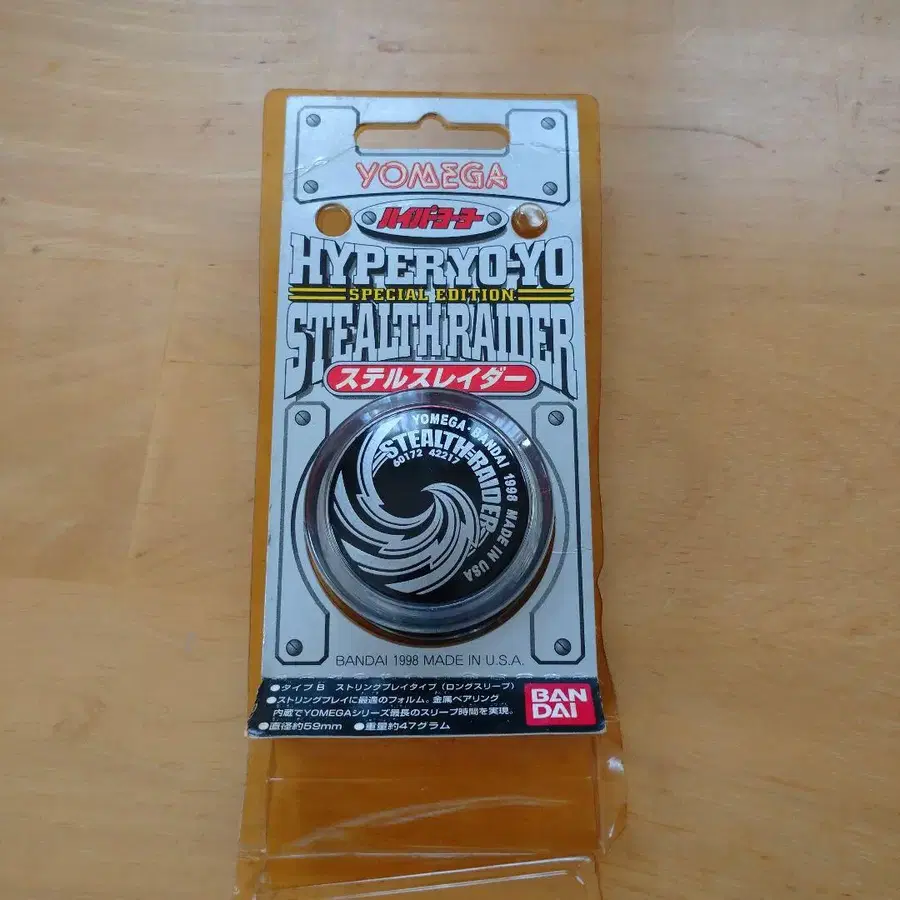 YOMEGA
ハイパーヨーヨー
HYPER YO-YO
SPECIAL EDITION
STEALTH RAIDER
ステルスレイダー
YOMEGA・BANDAI 1998 MADE IN USA
STEALTH-RAIDER
60172 42217
BANDAI 1998 MADE IN U.S.A.
●タイプB ストリングプレイタイプ（ロングスリープ）
●ストリングプレイに最適のフォルム。金属ベアリング
内蔵でYOMEGAシリーズ最長のスリープ時間を実現。
●直径約59mm ●重量約47グラム
BAN
DAI